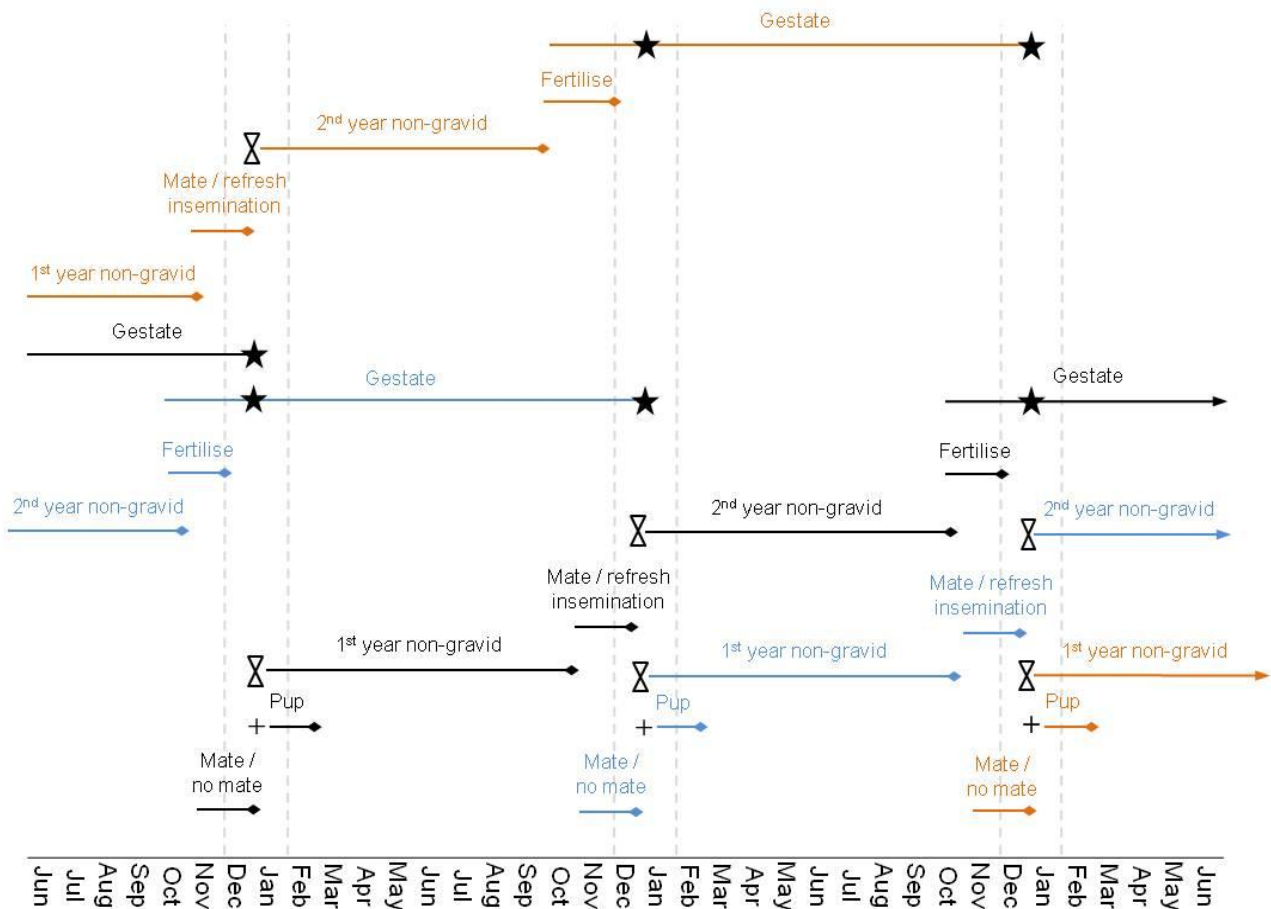 Gestate
Fertilise
2nd year non-gravid
Mate / refresh
insemination
1st year non-gravid
Gestate
Gestate
Gestate
Fertilise
Fertilise
2nd year non-gravid
2nd year non-gravid
2nd year non-gravid
Mate / refresh
insemination
Mate / refresh
insemination
1st year non-gravid
1st year non-gravid
1st year non-gravid
+ Pup
+ Pup
+ Pup
Mate /
no mate
Mate /
no mate
Mate /
no mate
Jun Jul Aug Sep Oct Nov Dec Jan Feb Mar Apr May Jun Jul Aug Sep Oct Nov Dec Jan Feb Mar Apr May Jun Jul Aug Sep Oct Nov Dec Jan Feb Mar Apr May Jun